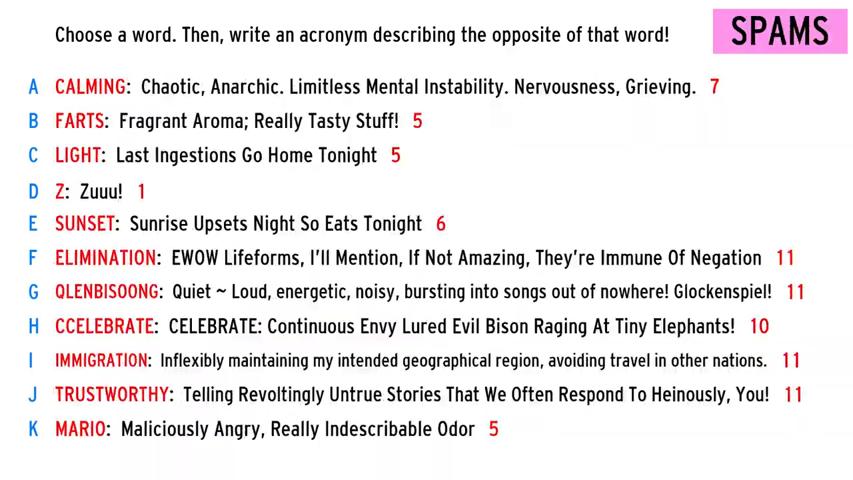 Choose a word. Then, write an acronym describing the opposite of that word!
SPAMS
A CALMING: Chaotic, Anarchic. Limitless Mental Instability. Nervousness, Grieving. 7
B FARTS: Fragrant Aroma; Really Tasty Stuff! 5
C LIGHT: Last Ingestions Go Home Tonight 5
D Z: Zuuu! 1
E SUNSET: Sunrise Upsets Night So Eats Tonight 6
F ELIMINATION: EWOW Lifeforms, I'll Mention, If Not Amazing, They're Immune Of Negation 11
G QLENBISOONG: Quiet ~ Loud, energetic, noisy, bursting into songs out of nowhere! Glockenspiel! 11
H CCELEBRATE: CELEBRATE: Continuous Envy Lured Evil Bison Raging At Tiny Elephants! 10
I IMMIGRATION: Inflexibly maintaining my intended geographical region, avoiding travel in other nations. 11
J TRUSTWORTHY: Telling Revoltingly Untrue Stories That We Often Respond To Heinously, You! 11
K MARIO: Maliciously Angry, Really Indescribable Odor 5